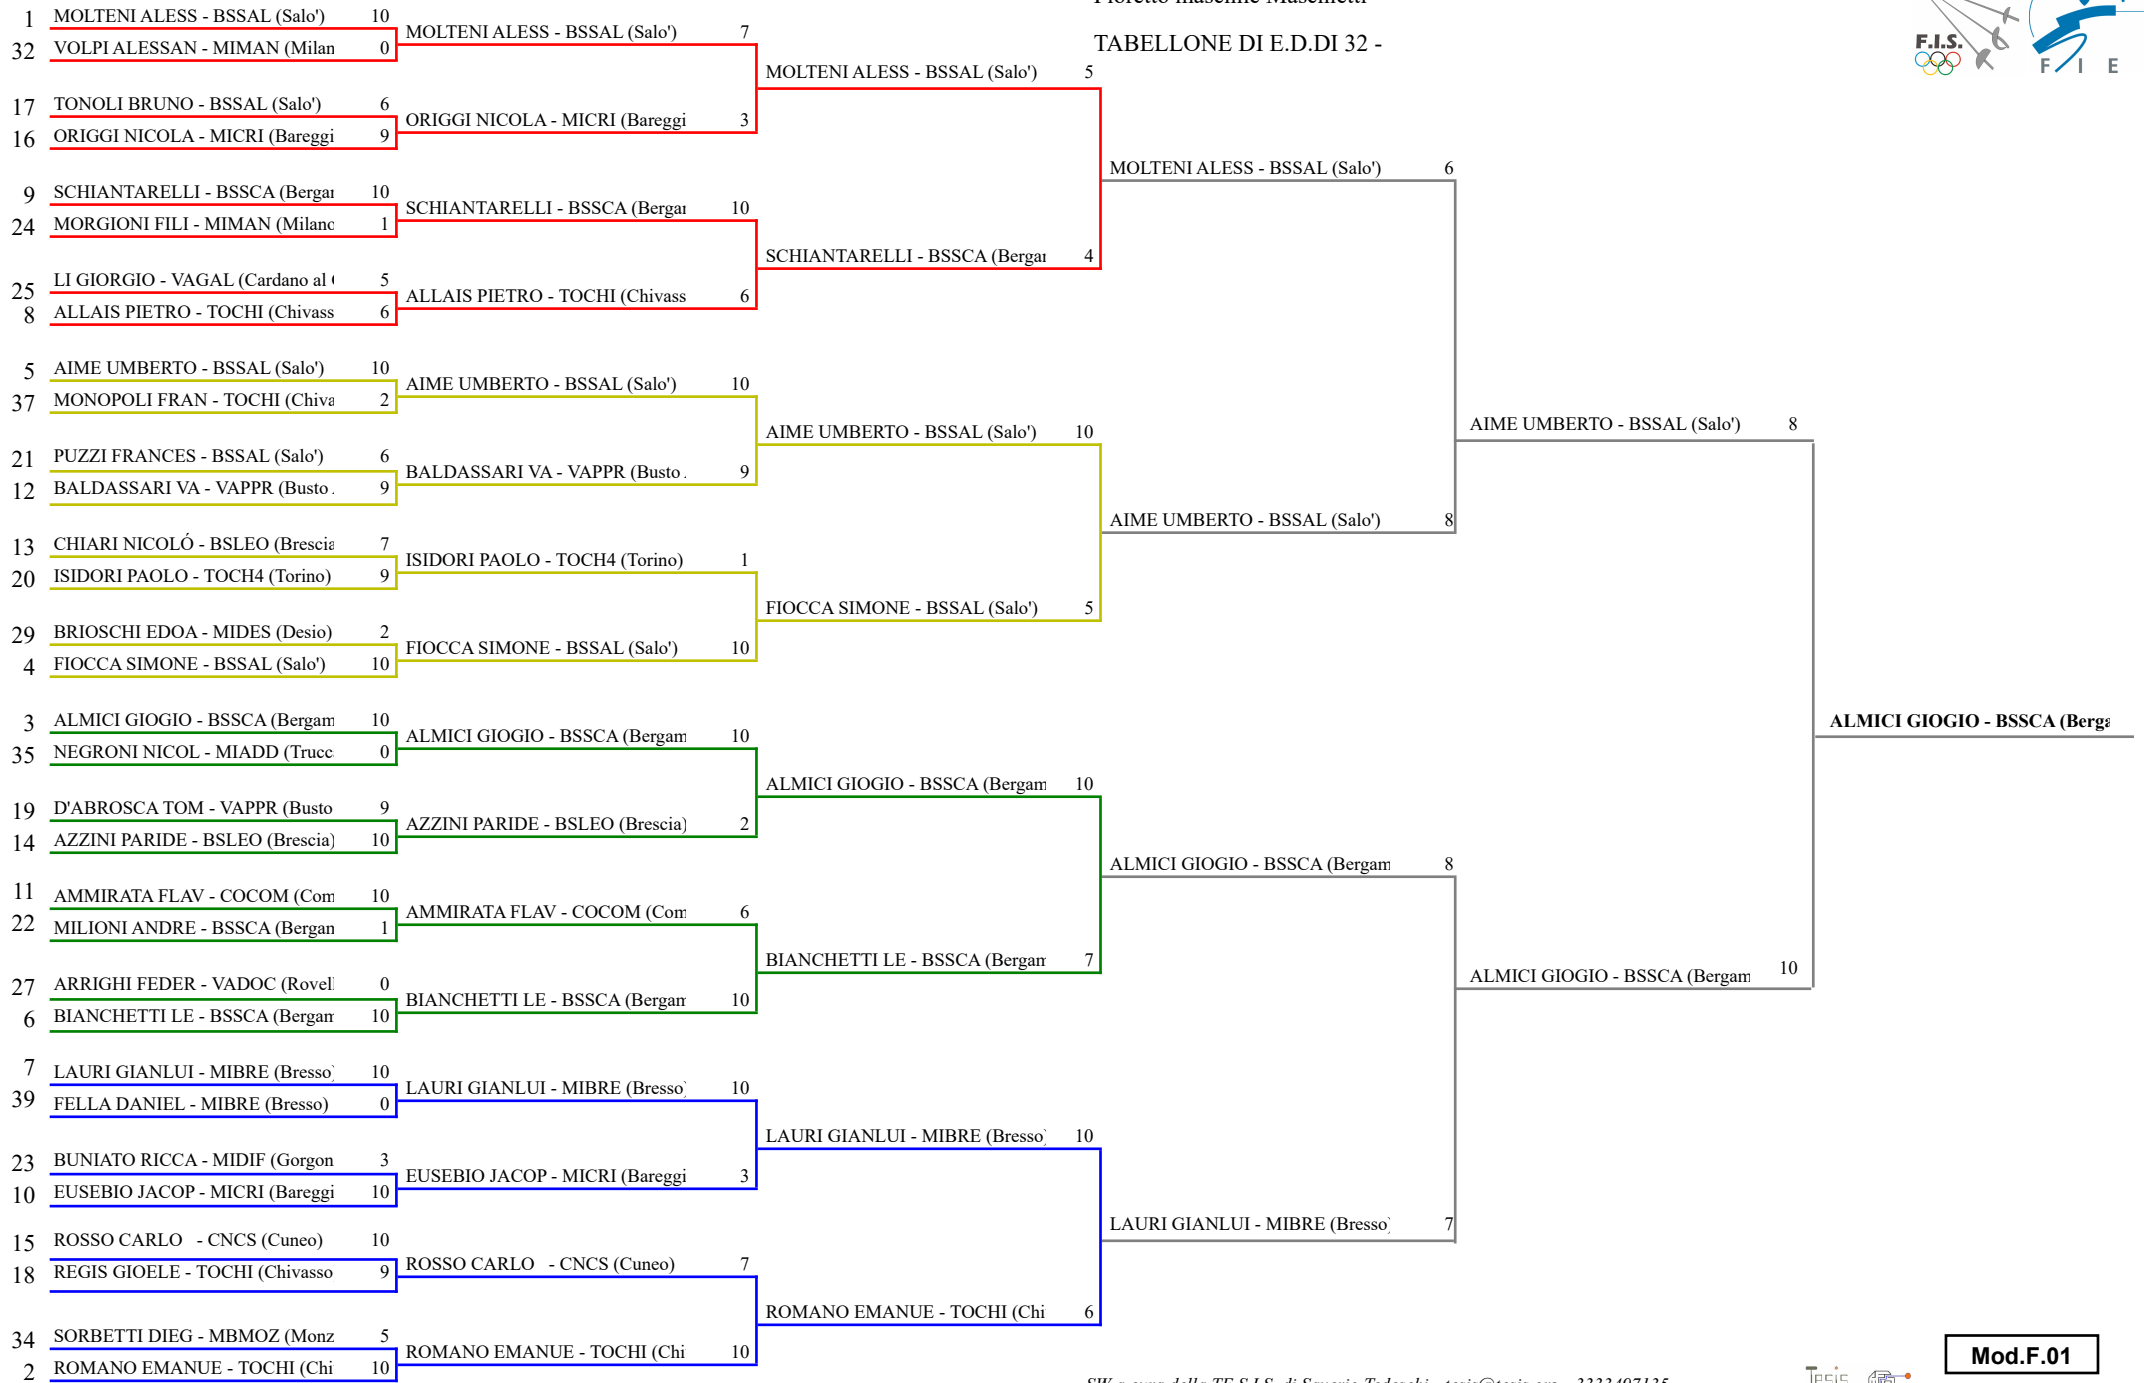 TABELLONE DI E.D.DI 32 -
F.I.S.
F I E
1 MOLTENI ALESS - BSSAL (Salo') 10
32 VOLPI ALESSAN - MIMAN (Milan 0
17 TONOLI BRUNO - BSSAL (Salo') 6
16 ORIGGI NICOLA - MICRI (Bareggi 9
9 SCHIANTARELLI - BSSCA (Bergar 10
24 MORGIONI FILI - MIMAN (Milano 1
25 LI GIORGIO - VAGAL (Cardano al 5
8 ALLAIS PIETRO - TOCHI (Chivass 6
5 AIME UMBERTO - BSSAL (Salo') 10
37 MONOPOLI FRAN - TOCHI (Chiva 2
21 PUZZI FRANCES - BSSAL (Salo') 6
12 BALDASSARI VA - VAPPR (Busto 9
13 CHIARI NICOLÓ - BSLEO (Brescia 7
20 ISIDORI PAOLO - TOCH4 (Torino) 9
29 BRIOSCHI EDOA - MIDES (Desio) 2
4 FIOCCA SIMONE - BSSAL (Salo') 10
3 ALMICI GIOGIO - BSSCA (Bergam 10
35 NEGRONI NICOL - MIADD (Trucc 0
19 D'ABROSCA TOM - VAPPR (Busto 9
14 AZZINI PARIDE - BSLEO (Brescia) 10
11 AMMIRATA FLAV - COCOM (Com 10
22 MILIONI ANDRE - BSSCA (Bergam 1
27 ARRIGHI FEDER - VADOC (Rovell 0
6 BIANCHETTI LE - BSSCA (Bergam 10
7 LAURI GIANLUI - MIBRE (Bresso) 10
39 FELLA DANIEL - MIBRE (Bresso) 0
23 BUNIATO RICCA - MIDIF (Gorgon 3
10 EUSEBIO JACOP - MICRI (Bareggi 10
15 ROSSO CARLO - CNCS (Cuneo) 10
18 REGIS GIOELE - TOCHI (Chivasso 9
34 SORBETTI DIEG - MBMOZ (Monz 5
2 ROMANO EMANUE - TOCHI (Chi 10
MOLTENI ALESS - BSSAL (Salo') 7
ORIGGI NICOLA - MICRI (Bareggi 3
SCHIANTARELLI - BSSCA (Bergar 10
ALLAIS PIETRO - TOCHI (Chivass 6
AIME UMBERTO - BSSAL (Salo') 10
BALDASSARI VA - VAPPR (Busto 9
ISIDORI PAOLO - TOCH4 (Torino) 1
FIOCCA SIMONE - BSSAL (Salo') 10
ALMICI GIOGIO - BSSCA (Bergam 10
AZZINI PARIDE - BSLEO (Brescia) 2
AMMIRATA FLAV - COCOM (Com 6
BIANCHETTI LE - BSSCA (Bergam 10
LAURI GIANLUI - MIBRE (Bresso) 10
EUSEBIO JACOP - MICRI (Bareggi 3
ROSSO CARLO - CNCS (Cuneo) 7
ROMANO EMANUE - TOCHI (Chi 10
MOLTENI ALESS - BSSAL (Salo') 5
SCHIANTARELLI - BSSCA (Bergar 4
AIME UMBERTO - BSSAL (Salo') 10
FIOCCA SIMONE - BSSAL (Salo') 5
ALMICI GIOGIO - BSSCA (Bergam 10
BIANCHETTI LE - BSSCA (Bergam 7
LAURI GIANLUI - MIBRE (Bresso) 10
ROMANO EMANUE - TOCHI (Chi 6
MOLTENI ALESS - BSSAL (Salo') 6
AIME UMBERTO - BSSAL (Salo') 8
ALMICI GIOGIO - BSSCA (Bergam 8
LAURI GIANLUI - MIBRE (Bresso) 7
AIME UMBERTO - BSSAL (Salo') 8
ALMICI GIOGIO - BSSCA (Bergam 10
ALMICI GIOGIO - BSSCA (Berga
Mod.F.01